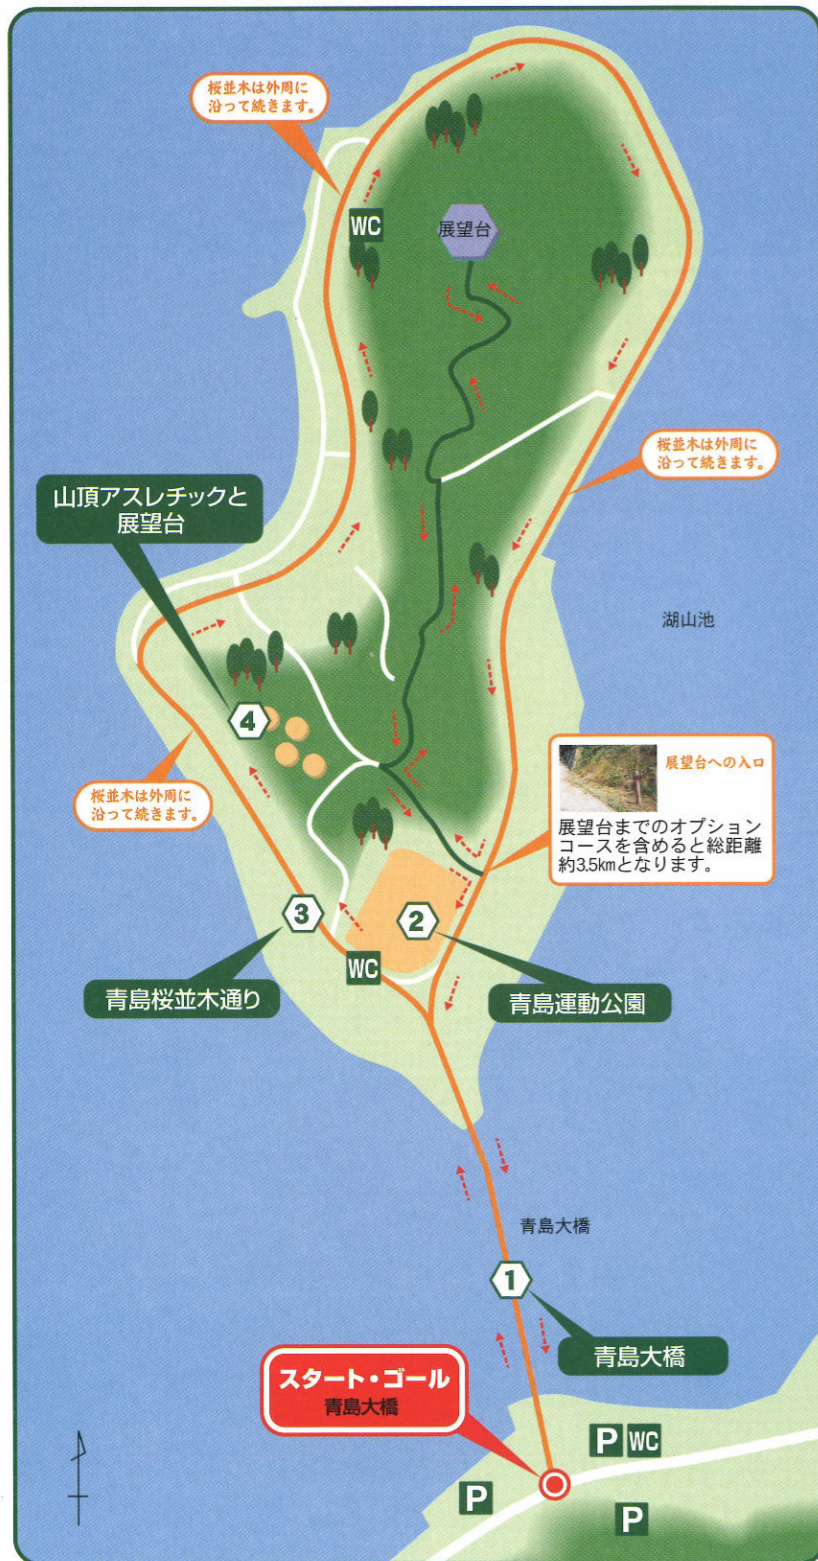 桜並木は外周に
沿って続きます。
WC
展望台
桜並木は外周に
沿って続きます。
山頂アスレチックと
展望台
湖山池
4
展望台への入口
展望台までのオプション
コースを含めると総距離
約3.5kmとなります。
桜並木は外周に
沿って続きます。
3
2
WC
青島桜並木通り
青島運動公園
青島大橋
1
青島大橋
スタート・ゴール
青島大橋
P WC
P
P